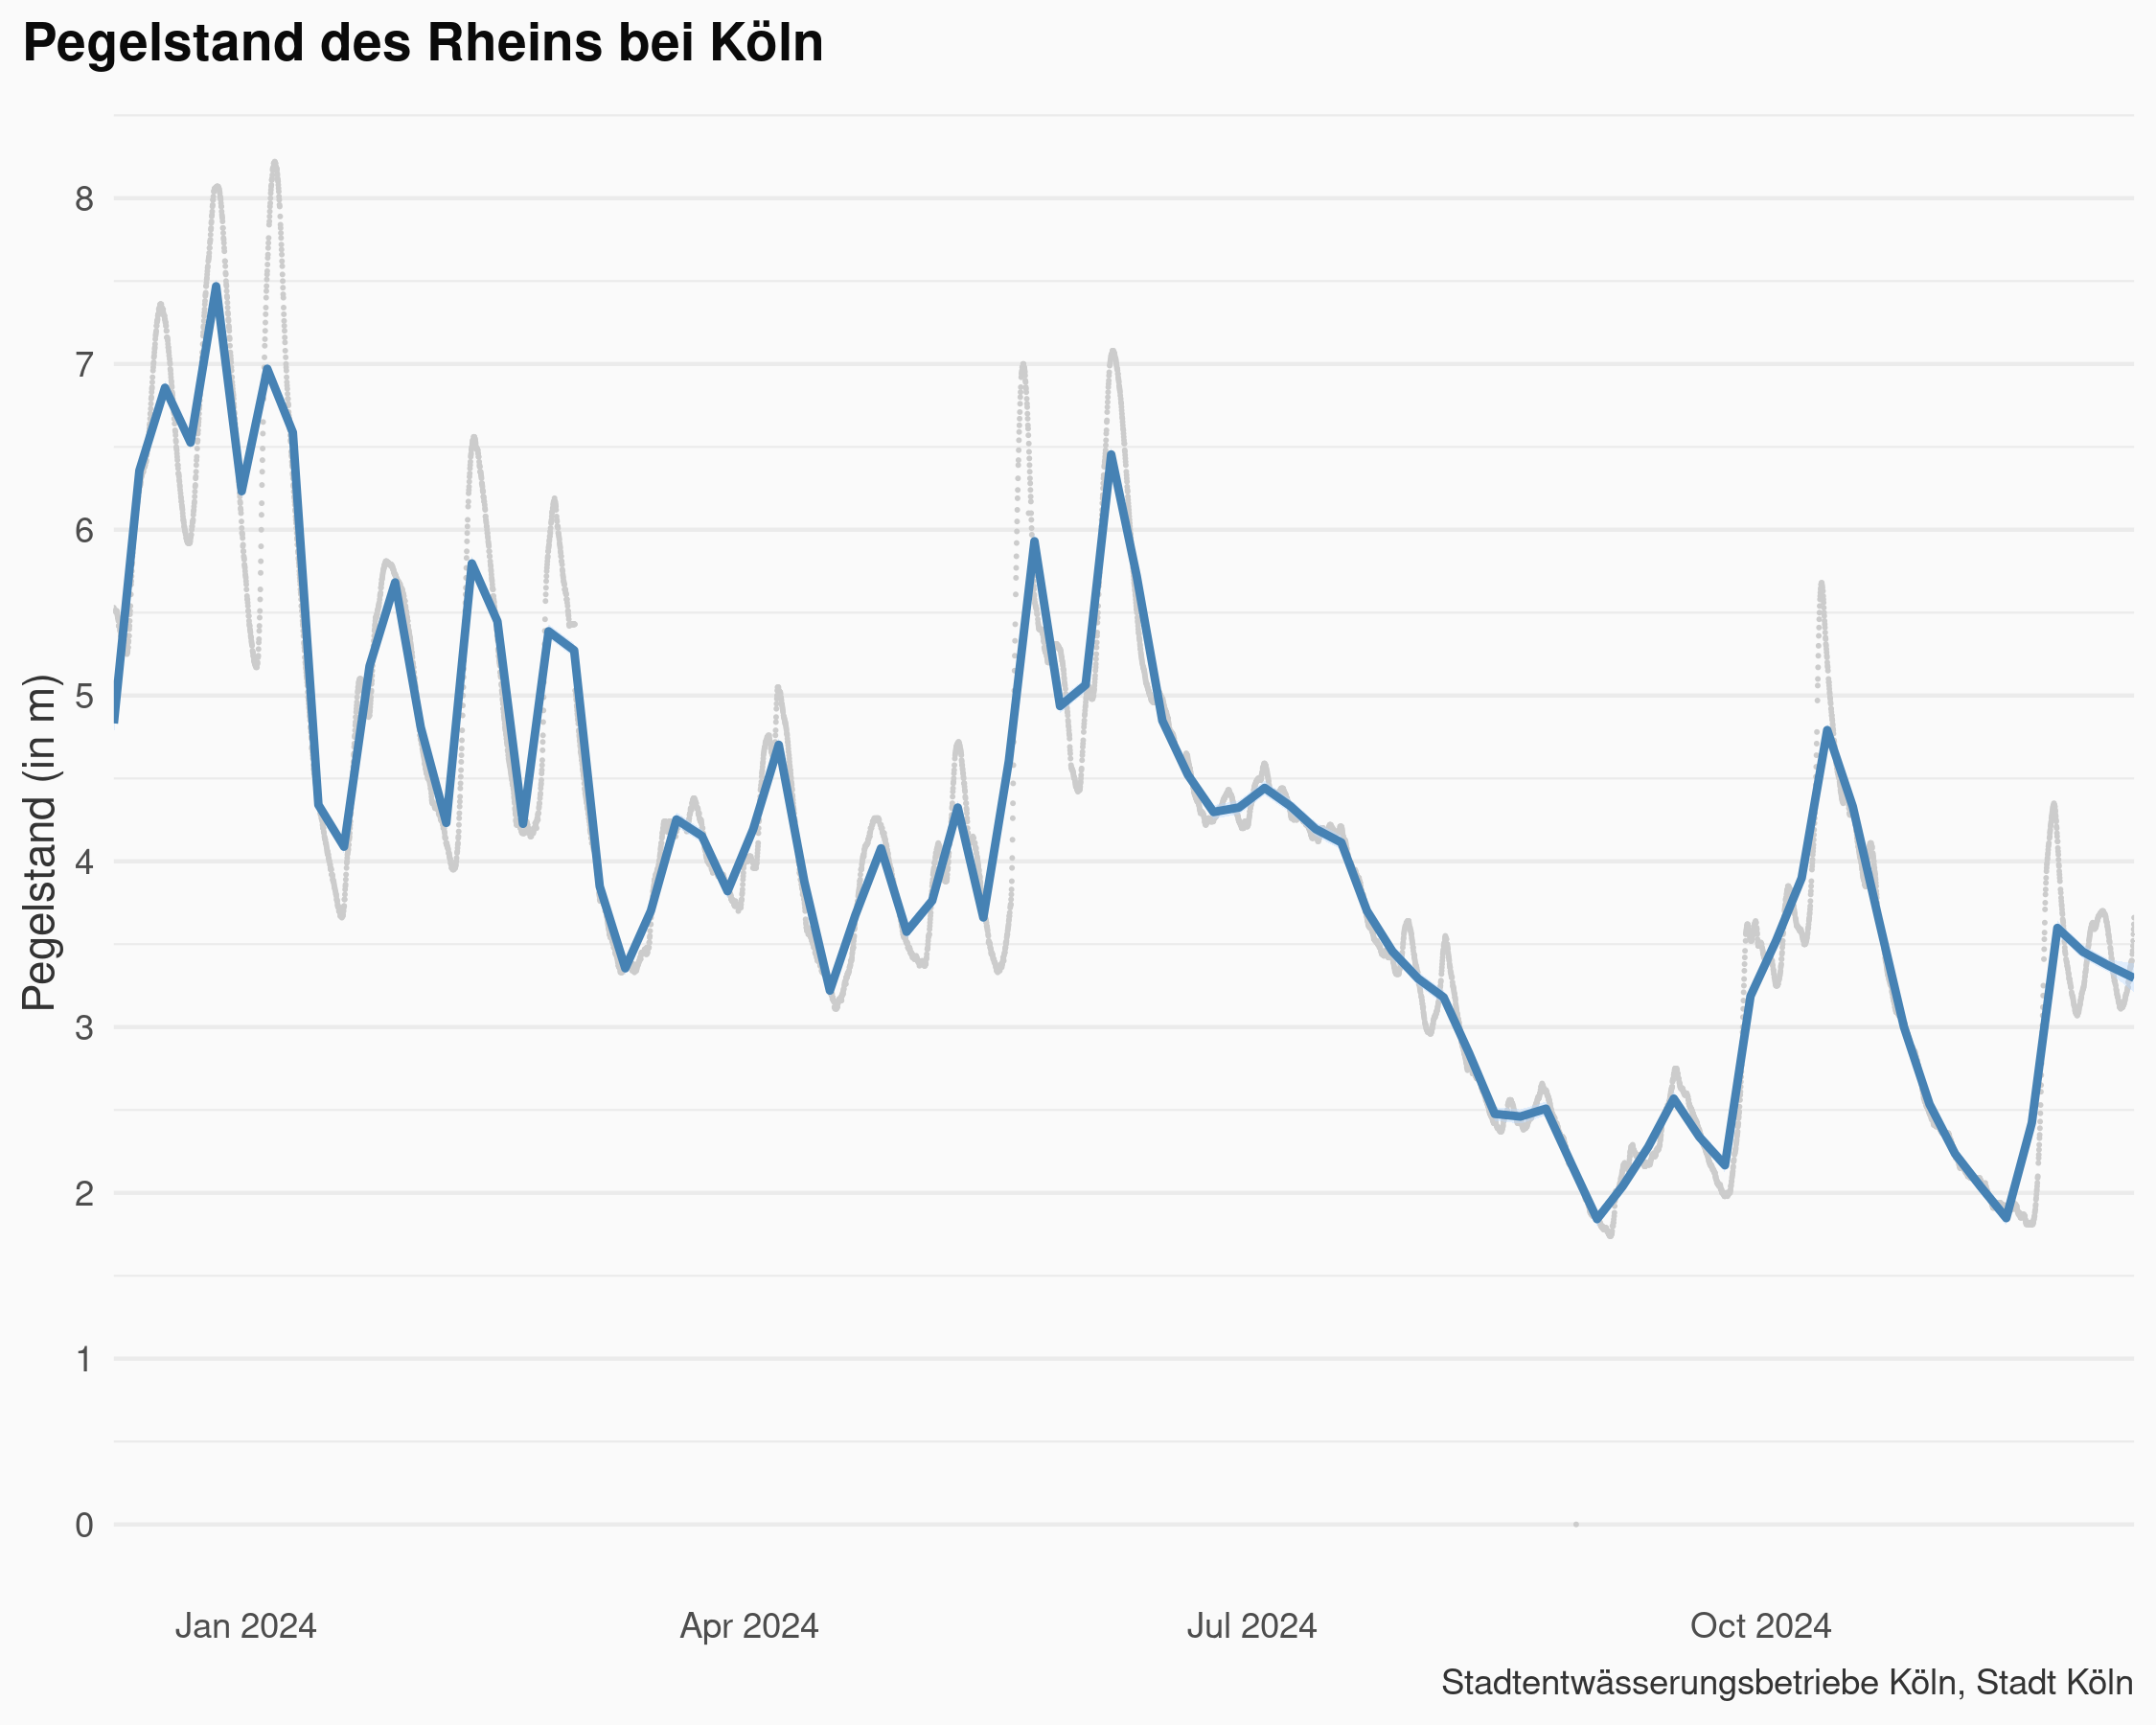 Pegelstand des Rheins bei Köln
Pegelstand (in m)
8
7
6
5
4
3
2
1
0
Jan 2024 Apr 2024 Jul 2024 Oct 2024
Stadtentwässerungsbetriebe Köln, Stadt Köln